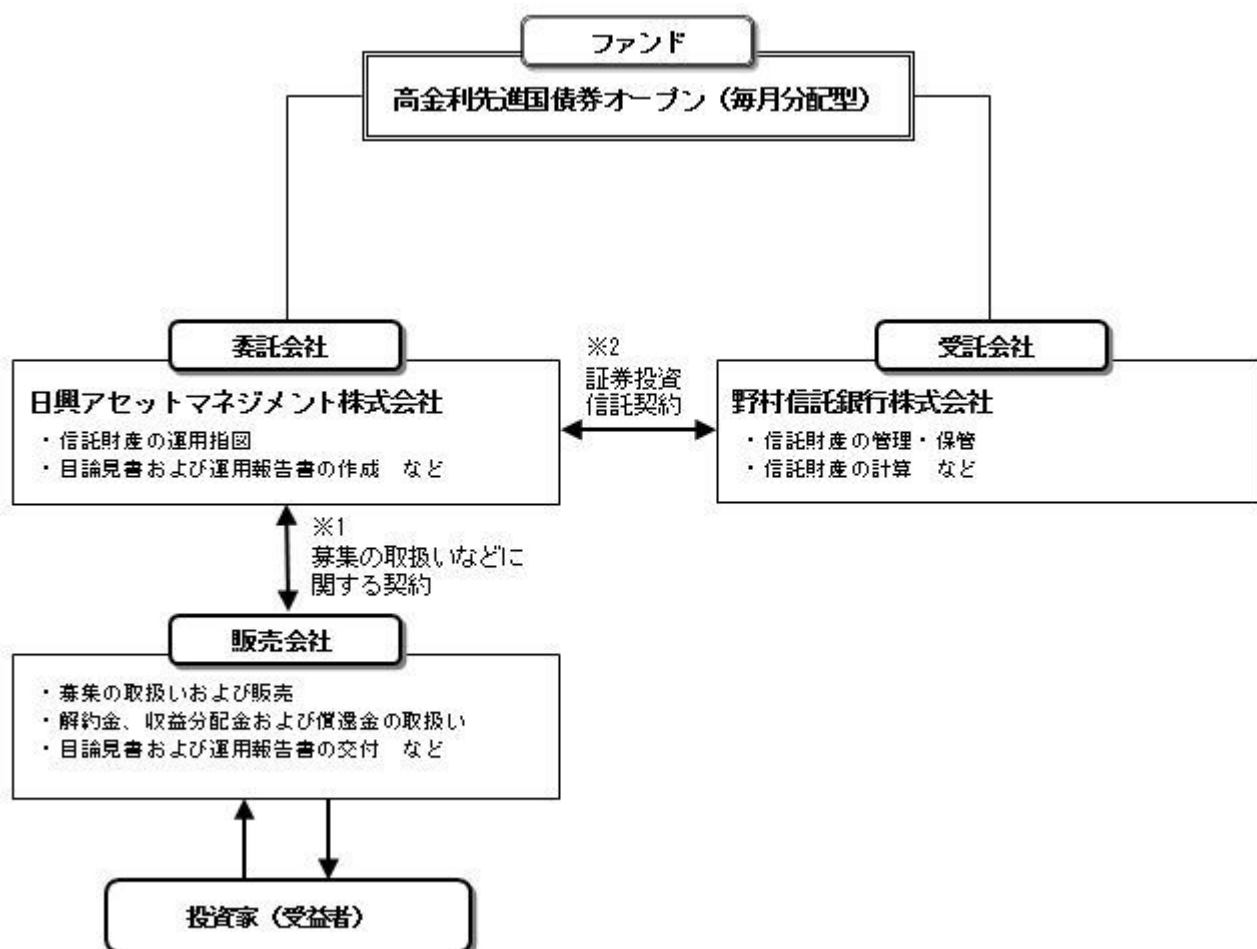 ファンド
高金利先進国債券オープン（毎月分配型）
委託会社
日興アセットマネジメント株式会社
・信託財産の運用指図
・目論見書および運用報告書の作成　など
※2
証券投資
信託契約
受託会社
野村信託銀行株式会社
・信託財産の管理・保管
・信託財産の計算　など
※1
募集の取扱いなどに
関する契約
販売会社
・募集の取扱いおよび販売
・解約金、収益分配金および償還金の取扱い
・目論見書および運用報告書の交付　など
投資家（受益者）